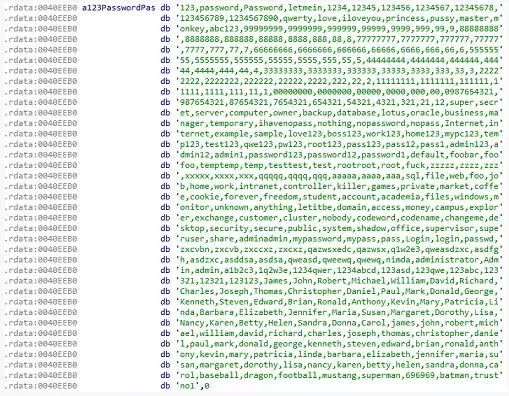 .rdata:0040EEB0 a123PasswordPas db '123,password,Password,letmein,1234,12345,123456,1234567,12345678,'
.rdata:0040EEB0 db '123456789,1234567890,qwerty,love,iloveyou,princess,pussy,master,m'
.rdata:0040EEB0 db 'onkey,abc123,99999999,9999999,999999,99999,9999,999,99,9,88888888'
.rdata:0040EEB0 db ',8888888,888888,88888,8888,888,88,8,77777777,7777777,777777,77777'
.rdata:0040EEB0 db ',7777,777,77,7,66666666,6666666,666666,66666,6666,666,66,6,555555'
.rdata:0040EEB0 db '55,5555555,555555,55555,5555,555,55,5,44444444,4444444,444444,444'
.rdata:0040EEB0 db '44,4444,444,44,4,33333333,3333333,333333,33333,3333,333,33,3,2222'
.rdata:0040EEB0 db '2222,2222222,222222,22222,2222,222,22,2,11111111,1111111,111111,1'
.rdata:0040EEB0 db '1111,1111,111,11,1,00000000,0000000,00000,0000,000,00,0987654321,'
.rdata:0040EEB0 db '987654321,87654321,7654321,654321,54321,4321,321,21,12,super,secr'
.rdata:0040EEB0 db 'et,server,computer,owner,backup,database,lotus,oracle,business,ma'
.rdata:0040EEB0 db 'nager,temporary,ihavenopass,nothing,nopassword,nopass,Internet,in'
.rdata:0040EEB0 db 'ternet,example,sample,love123,boss123,work123,home123,mypc123,tem'
.rdata:0040EEB0 db 'p123,test123,qwe123,pw123,root123,pass123,pass12,pass1,admin123,a'
.rdata:0040EEB0 db 'dmin12,admin1,password123,password12,password1,default,foobar,foo'
.rdata:0040EEB0 db 'foo,temptemp,temp,testtest,test,rootroot,root,fuck,zzzzz,zzzz,zzz'
.rdata:0040EEB0 db ',xxxxx,xxxx,xxx,qqqqq,qqqq,qqq,aaaaa,aaaa,aaa,sql,file,web,foo,jo'
.rdata:0040EEB0 db 'b,home,work,intranet,controller,killer,games,private,market,coffe'
.rdata:0040EEB0 db 'e,cookie,forever,freedom,student,account,academia,files,windows,m'
.rdata:0040EEB0 db 'onitor,unknown,anything,letitbe,domain,access,money,campus,explor'
.rdata:0040EEB0 db 'er,exchange,customer,cluster,nobody,codeword,codename,changeme,de'
.rdata:0040EEB0 db 'sktop,security,secure,public,system,shadow,office,supervisor,supe'
.rdata:0040EEB0 db 'ruser,share,adminadmin,mypassword,mypass,pass,Login,login,passwd,'
.rdata:0040EEB0 db 'zxcvbn,zxcvb,zxccxz,zxcxz,qazwsxedc,qazwsx,q1w2e3,qweasdzxc,asdfg'
.rdata:0040EEB0 db 'h,asdzxc,asddsa,asdsa,qweasd,qweewq,qwewq,nimda,administrator,Adm'
.rdata:0040EEB0 db 'in,admin,a1b2c3,1q2w3e,1234qwer,1234abcd,123asd,123qwe,123abc,123'
.rdata:0040EEB0 db '321,12321,123123,James,John,Robert,Michael,William,David,Richard,'
.rdata:0040EEB0 db 'Charles,Joseph,Thomas,Christopher,Daniel,Paul,Mark,Donald,George,'
.rdata:0040EEB0 db 'Kenneth,Steven,Edward,Brian,Ronald,Anthony,Kevin,Mary,Patricia,Li'
.rdata:0040EEB0 db 'nda,Barbara,Elizabeth,Jennifer,Maria,Susan,Margaret,Dorothy,Lisa,'
.rdata:0040EEB0 db 'Nancy,Karen,Betty,Helen,Sandra,Donna,Carol,james,john,robert,mich'
.rdata:0040EEB0 db 'ael,william,david,richard,charles,joseph,thomas,christopher,danie'
.rdata:0040EEB0 db 'l,paul,mark,donald,george,kenneth,steven,edward,brian,ronald,anth'
.rdata:0040EEB0 db 'ony,kevin,mary,patricia,linda,barbara,elizabeth,jennifer,maria,su'
.rdata:0040EEB0 db 'san,margaret,dorothy,lisa,nancy,karen,betty,helen,sandra,donna,ca'
.rdata:0040EEB0 db 'rol,baseball,dragon,football,mustang,superman,696969,batman,trust'
.rdata:0040EEB0 db 'no1',0